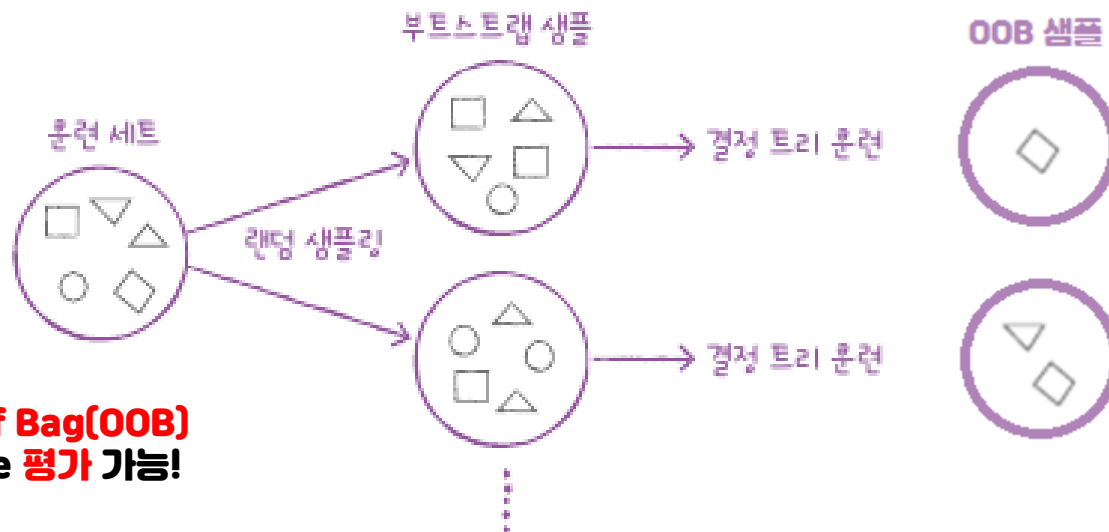 부트스트랩 샘플
OOB 샘플
훈련 세트
결정 트리 훈련
랜덤 샘플링
결정 트리 훈련
f Bag(OOB)
e 평가 가능!